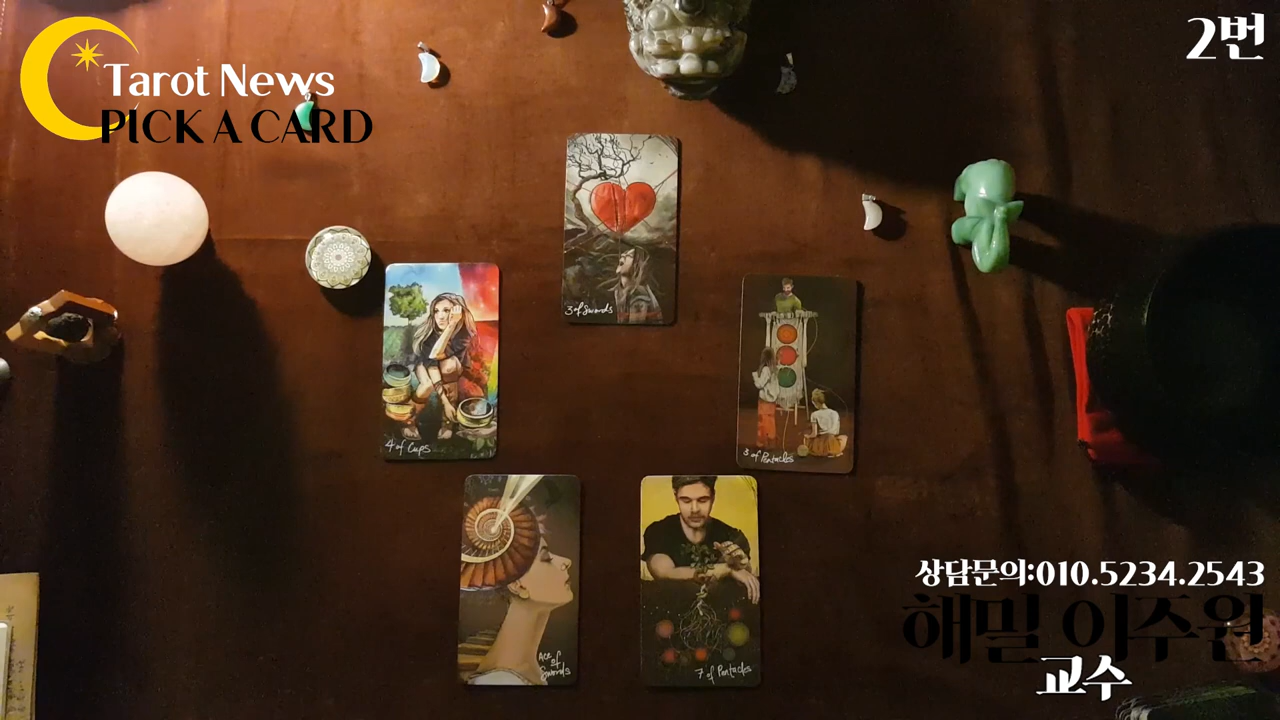 Tarot News
PICK A CARD
2번
3 of Swords
4 of Cups
3 of Pentacles
Ace
of
Swords
7 of Pentacles
상담문의:010.5234.2543
해밀 이주원
교수